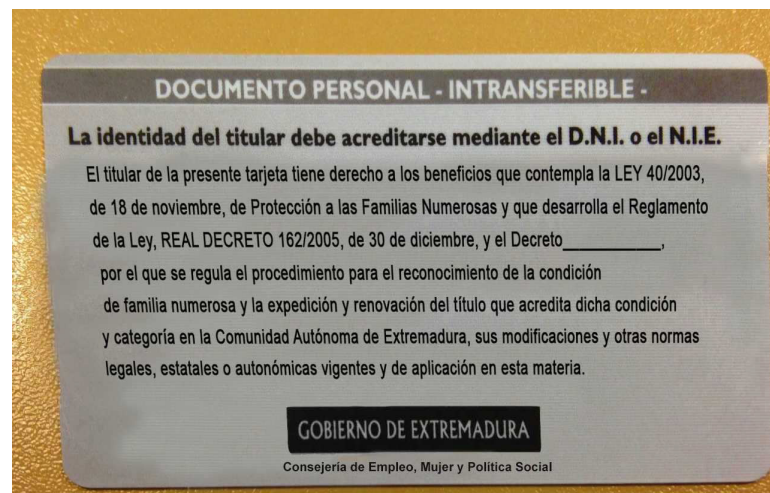 DOCUMENTO PERSONAL - INTRANSFERIBLE -
La identidad del titular debe acreditarse mediante el D.N.I. o el N.I.E.
El titular de la presente tarjeta tiene derecho a los beneficios que contempla la LEY 40/2003,
de 18 de noviembre, de Protección a las Familias Numerosas y que desarrolla el Reglamento
de la Ley, REAL DECRETO 162/2005, de 30 de diciembre, y el Decreto____________,
por el que se regula el procedimiento para el reconocimiento de la condición
de familia numerosa y la expedición y renovación del título que acredita dicha condición
y categoría en la Comunidad Autónoma de Extremadura, sus modificaciones y otras normas
legales, estatales o autonómicas vigentes y de aplicación en esta materia.
GOBIERNO DE EXTREMADURA
Consejería de Empleo, Mujer y Política Social